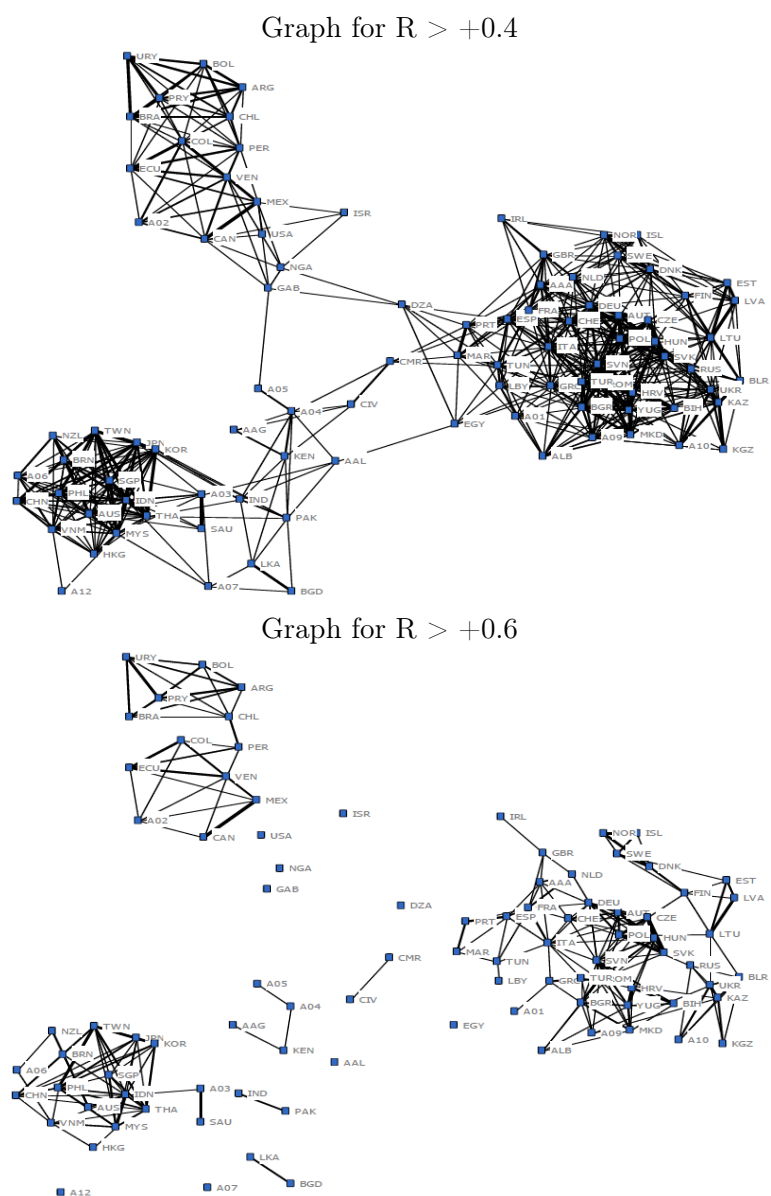 Graph for R > +0.4
URY
BOL
ARG
PRY
BRA
CHL
COL
PER
ECU
VEN
MEX
ISR
A02
CAN
USA
IRL
NOR ISL
GBR
SWE
NGA
DNK
AAA
NLD
EST
GAB
FIN
LVA
DZA
FRA
DEU
ESP
CHE
AUT
CZE
PRT
POL
HUN
LTU
ITA
MAR
SVK
CMR
TUN
SVN
RUS
BLR
A05
LBY
GRC
TUR
OM
HRV
UKR
KAZ
A04
CIV
A01
BGR
YUG
BIH
AAG
EGY
A09
MKD
A10
KGZ
ALB
NZL
TWN
JPN
KOR
KEN
AAL
BRN
A06
SGP
PHL
IDN
A03
IND
CHN
AUS
THA
PAK
VNM
MYS
SAU
HKG
LKA
A12
A07
BGD
Graph for R > +0.6
URY
BOL
ARG
PRY
BRA
CHL
COL
PER
ECU
VEN
MEX
ISR
A02
CAN
USA
IRL
NOR ISL
GBR
SWE
DNK
NGA
NLD
AAA
EST
GAB
FIN
LVA
DZA
FRA
DEU
ESP
CHE
AUT
CZE
PRT
POL
HUN
LTU
ITA
MAR
SVK
CMR
TUN
SVN
RUS
BLR
A05
LBY
GRC
TUR
OM
HRV
UKR
KAZ
A04
CIV
A01
BGR
YUG
BIH
AAG
EGY
A09
MKD
A10
KGZ
ALB
NZL
TWN
JPN
KOR
KEN
AAL
BRN
A06
SGP
PHL
IDN
A03
IND
CHN
AUS
THA
PAK
VNM
MYS
SAU
HKG
LKA
A12
A07
BGD